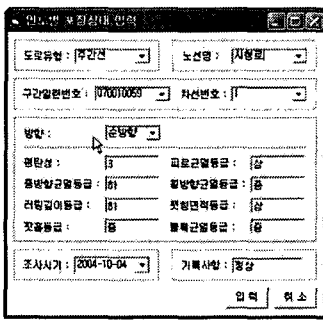 도로유형 : 주간선 노선명 : 시청로
구간일련번호 : 070010059 차선번호 : 1
방향 : 순방향
평탄성 : 3 피로균열등급 : 상
종방향균열등급 : 하 횡방향균열등급 : 중
러팅깊이등급 : 하 팻칭면적등급 : 상
팟홀등급 : 중 블록균열등급 : 중
조사시기 : 2004-10-04 기록사항 : 정상
입 력 취 소